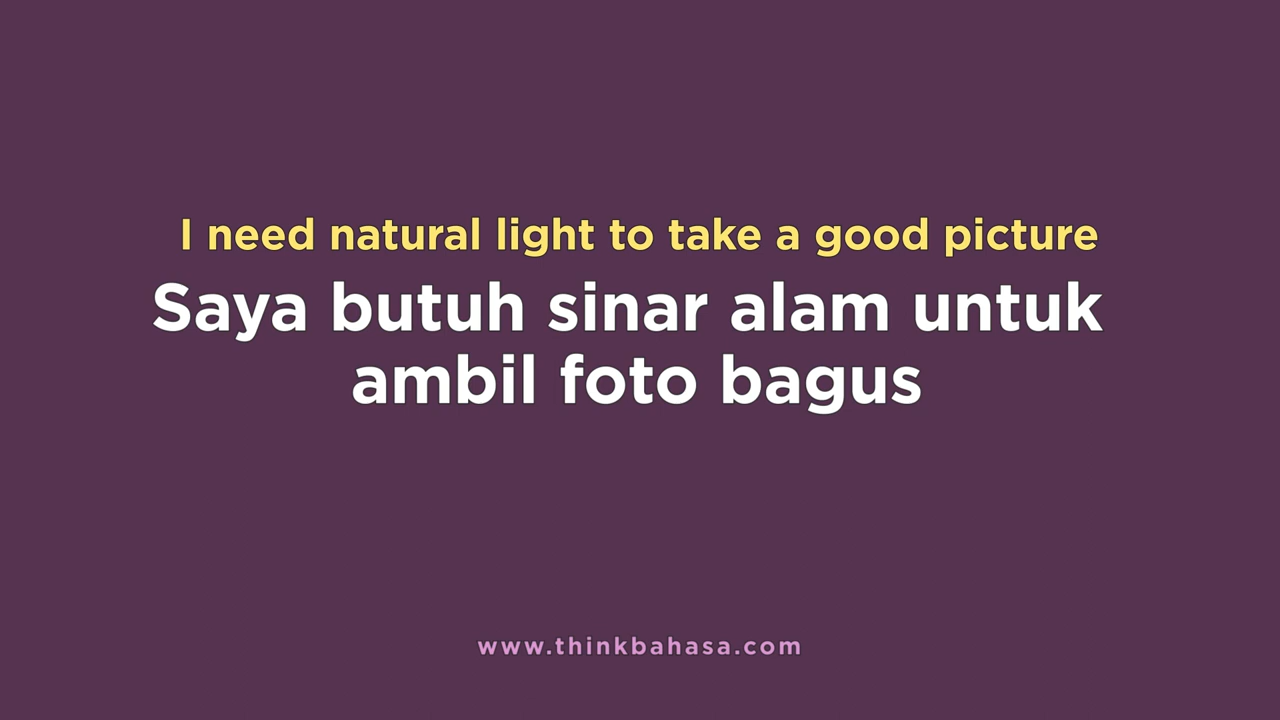 I need natural light to take a good picture
Saya butuh sinar alam untuk
ambil foto bagus
www.thinkbahasa.com